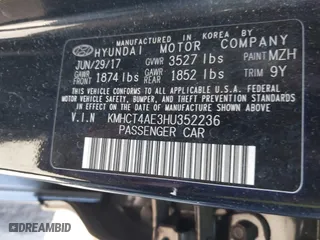 MANUFACTURED IN KOREA BY
HYUNDAI MOTOR COMPANY
JUN/29/17 GVWR 3527 lbs PAINT MZH
GAWR FRONT 1874 lbs GAWR REAR 1852 lbs TRIM 9Y
THIS VEHICLE CONFORMS TO ALL APPLICABLE
U.S. FEDERAL MOTOR VEHICLE SAFETY, BUMPER,
AND THEFT PREVENTION STANDARDS IN EFFECT ON
THE DATE OF MANUFACTURE SHOWN ABOVE.
V.I.N KMHCT4AE3HU352236
PASSENGER CAR
DEALERSHIP